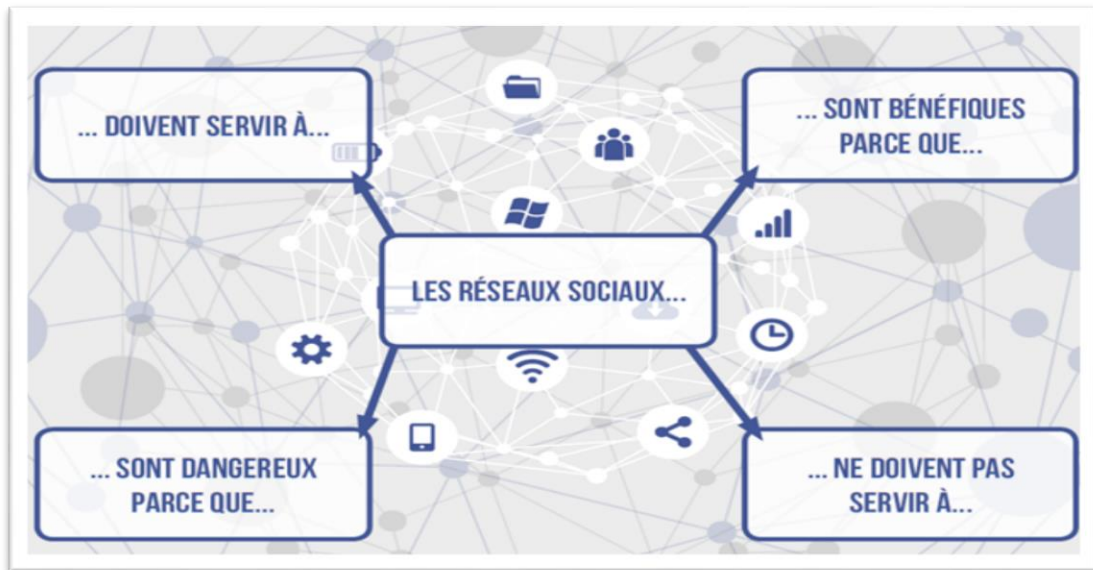 ... DOIVENT SERVIR À...
... SONT BÉNÉFIQUES
PARCE QUE...
LES RÉSEAUX SOCIAUX...
... SONT DANGEREUX
PARCE QUE...
... NE DOIVENT PAS
SERVIR À...